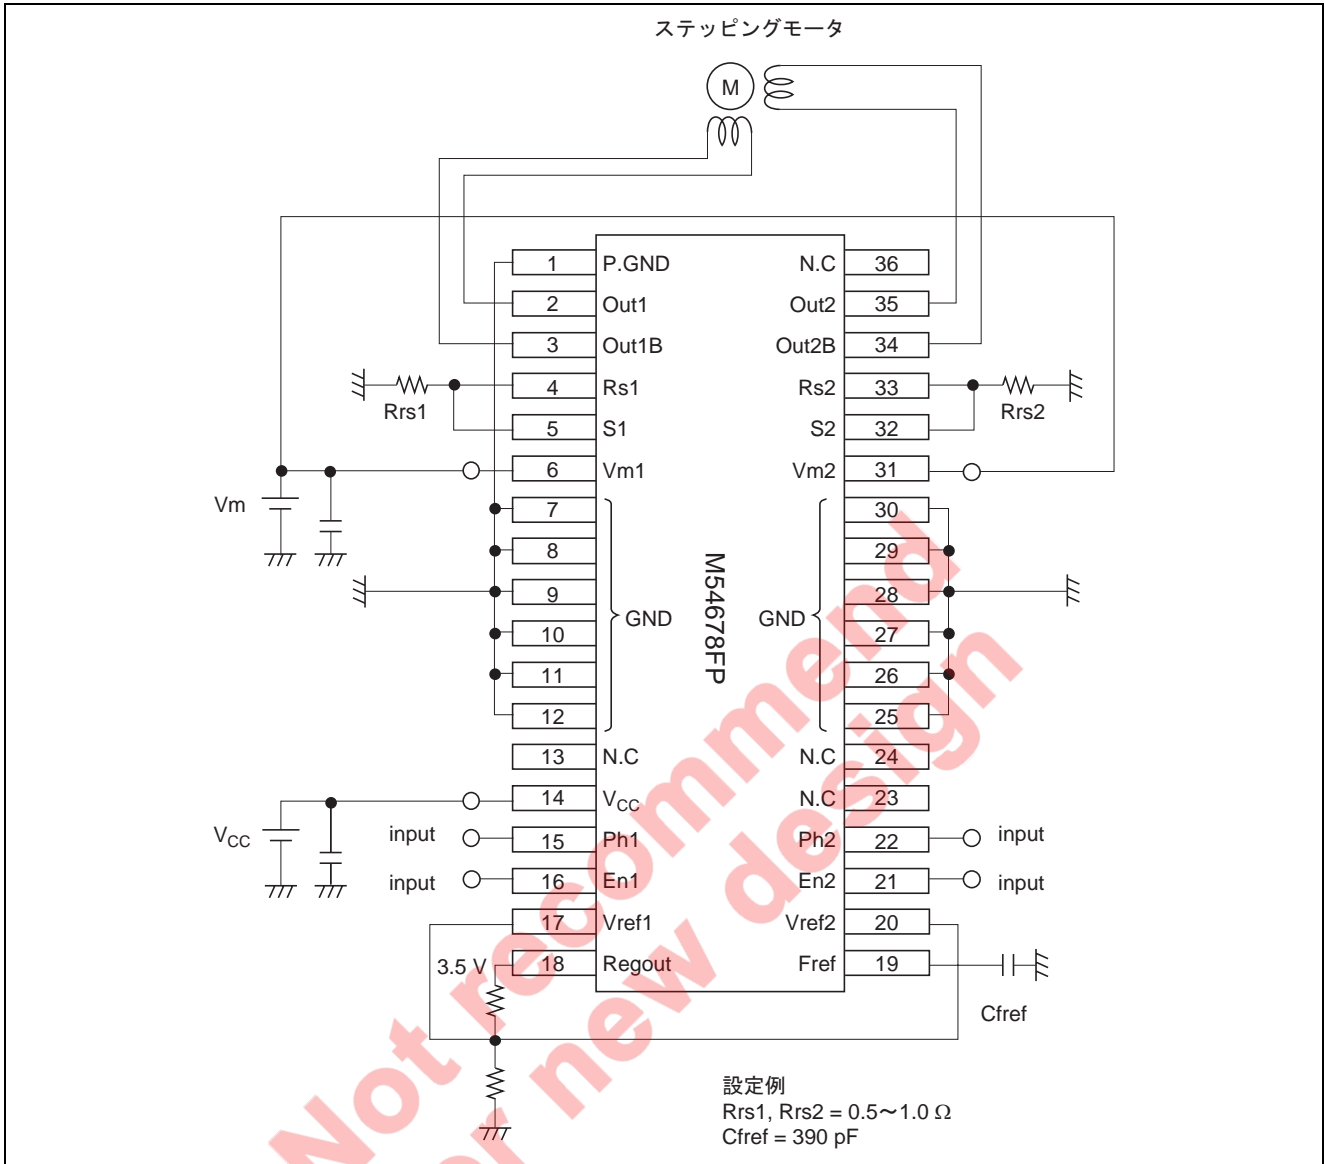 ステッピングモータ
M
1 P.GND N.C 36
2 Out1 Out2 35
3 Out1B Out2B 34
4 Rs1 Rs2 33
Rrs1 Rrs2
5 S1 S2 32
6 Vm1 Vm2 31
Vm
7 30
8 29
9 28
GND GND
10 27
11 26
12 25
M54678FP
13 N.C N.C 24
14 VCC N.C 23
VCC
input 15 Ph1 Ph2 22 input
input 16 En1 En2 21 input
17 Vref1 Vref2 20
3.5 V 18 Regout Fref 19
Cfref
設定例
Rrs1, Rrs2 = 0.5～1.0 Ω
Cfref = 390 pF
Not recommend
er new design